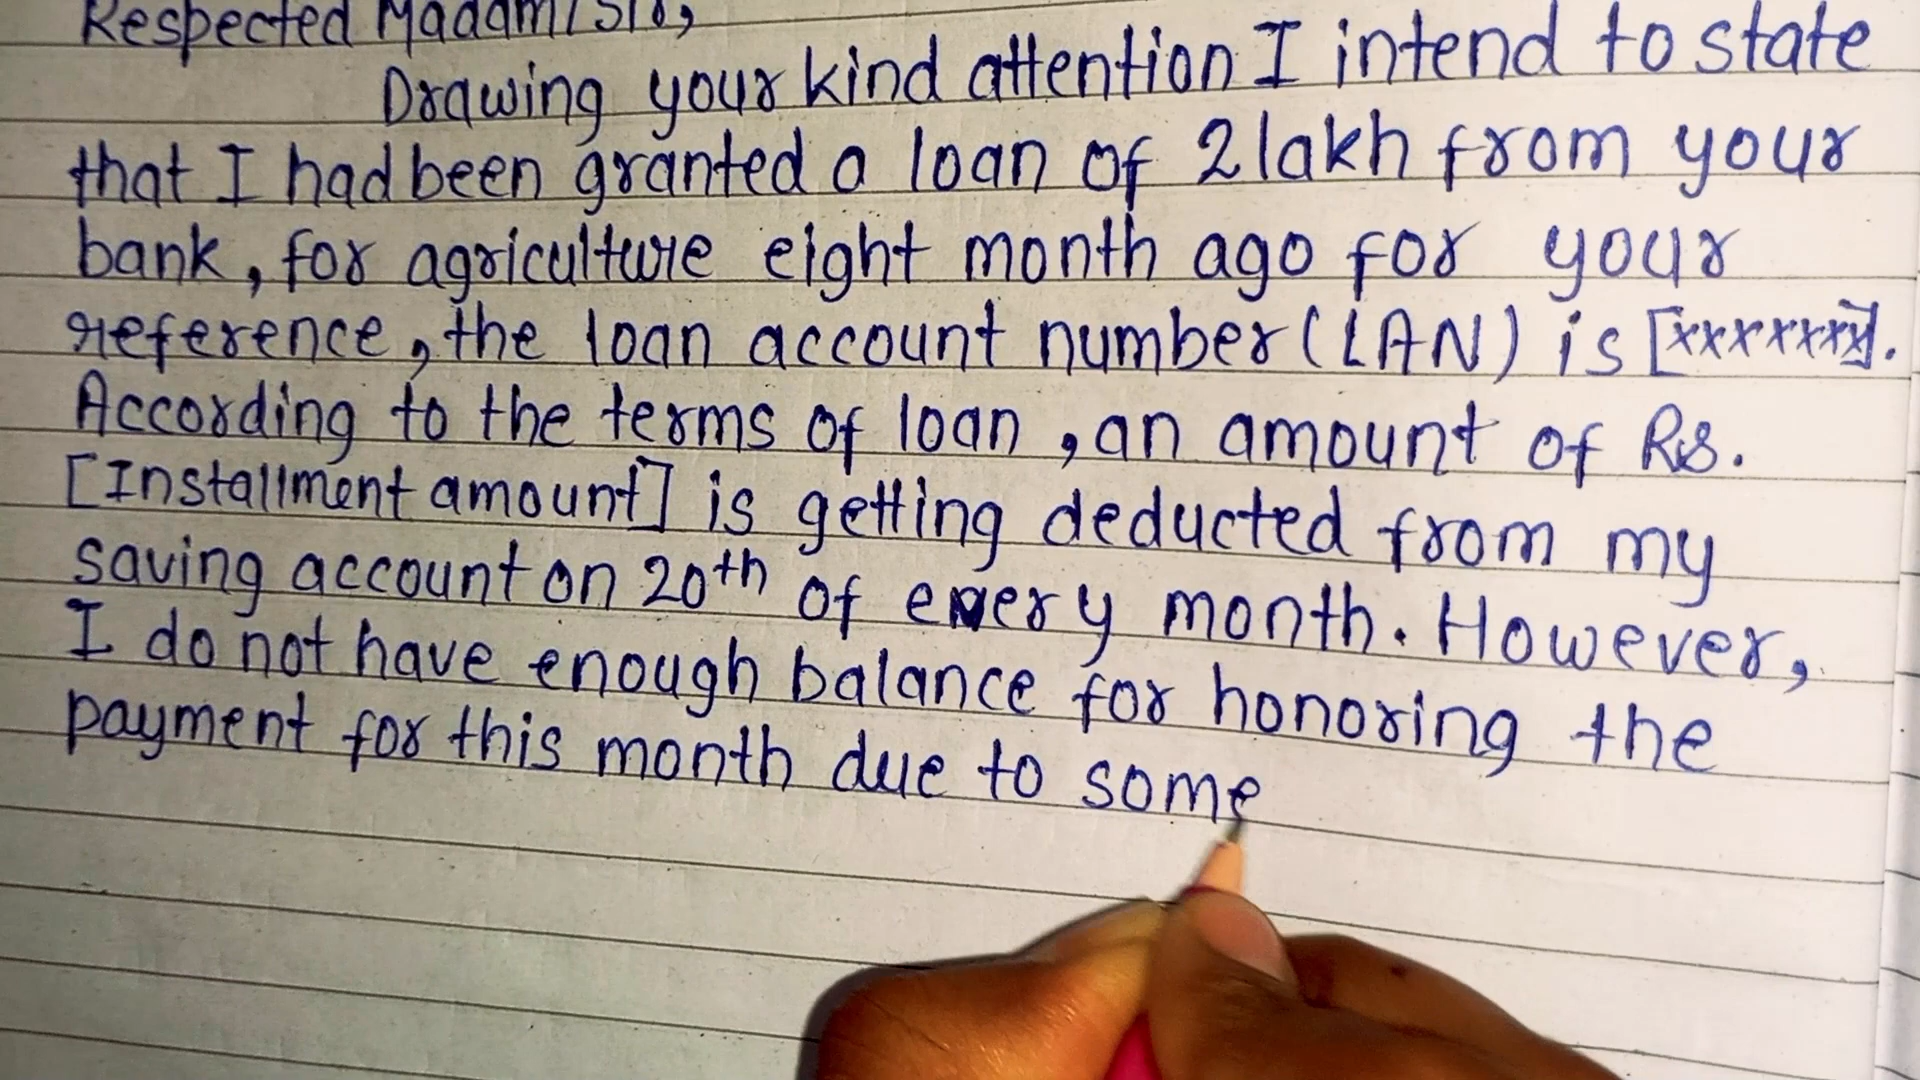 Respected Madam/Sir,
Drawing your kind attention I intend to state
that I had been granted a loan of 2 lakh from your
bank, for agriculture eight month ago for your
reference, the loan account number (LAN) is [xxxxxxxx].
According to the terms of loan, an amount of Rs.
[Installment amount] is getting deducted from my
saving account on 20th of every month. However,
I do not have enough balance for honoring the
payment for this month due to some